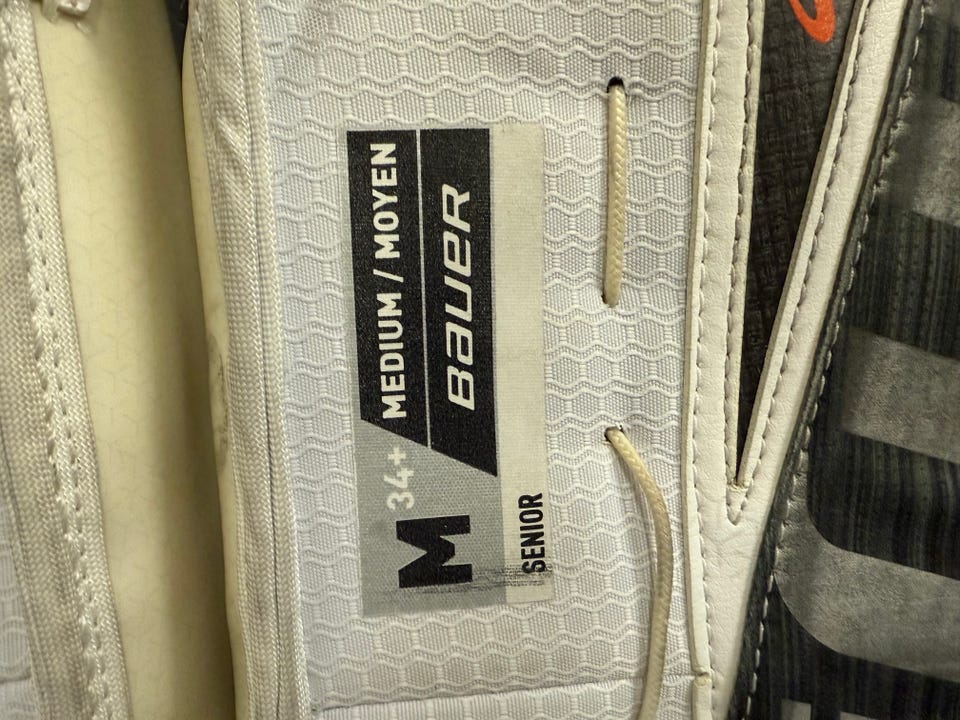 M 34+ MEDIUM / MOYEN
BAUER
SENIOR